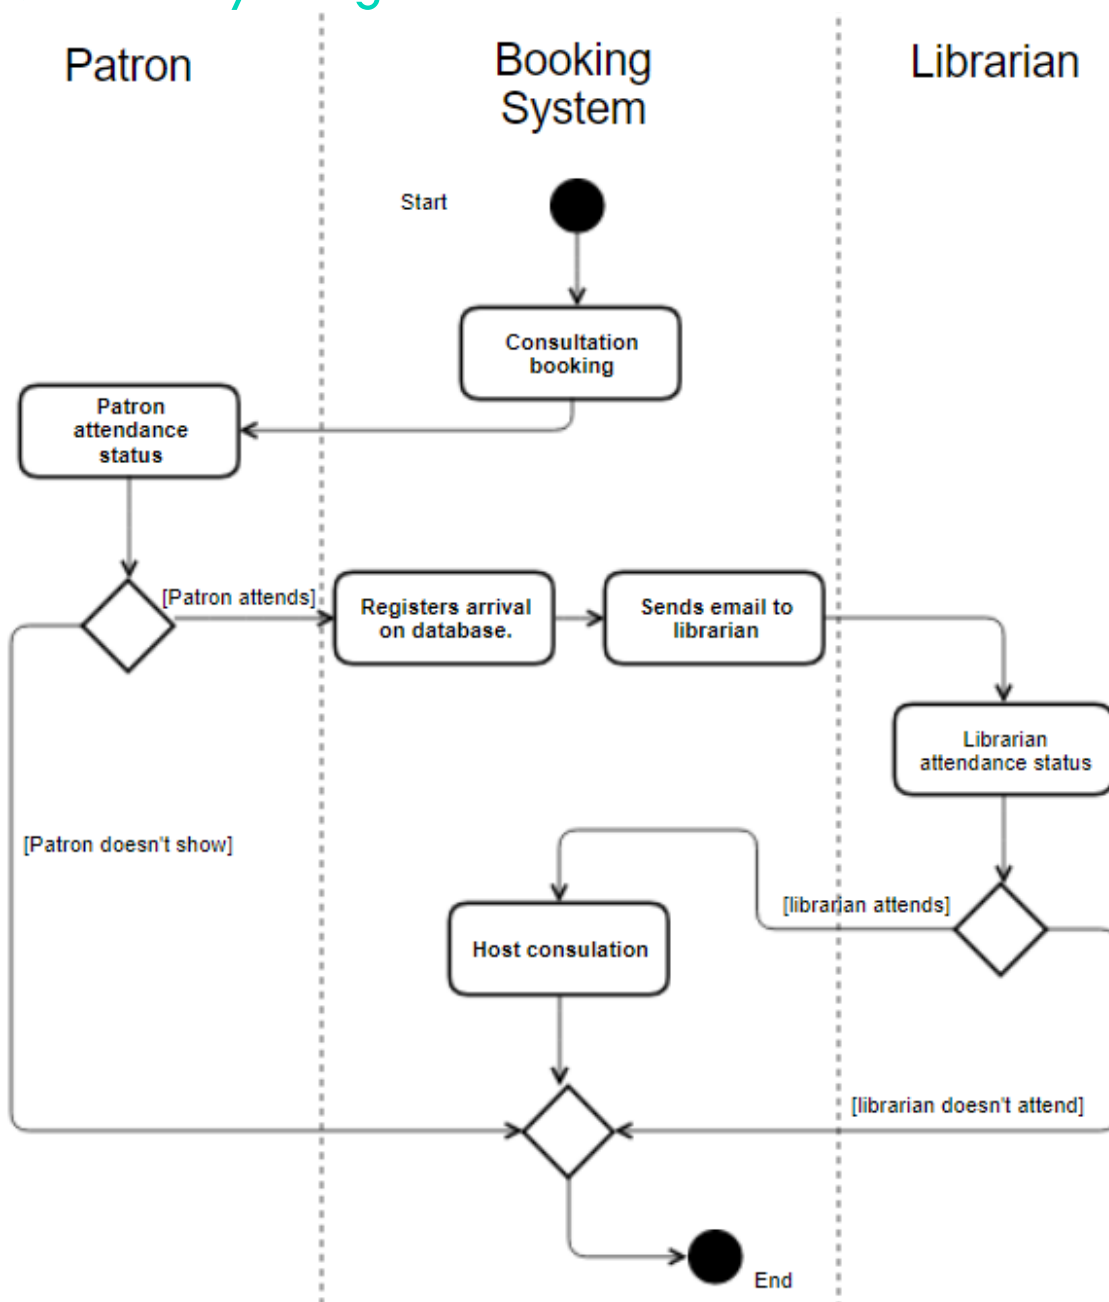 Patron
Booking
System
Librarian
Start
Consultation
booking
Patron
attendance
status
[Patron attends]
Registers arrival
on database.
Sends email to
librarian
Librarian
attendance status
[Patron doesn't show]
[librarian attends]
Host consulation
[librarian doesn't attend]
End